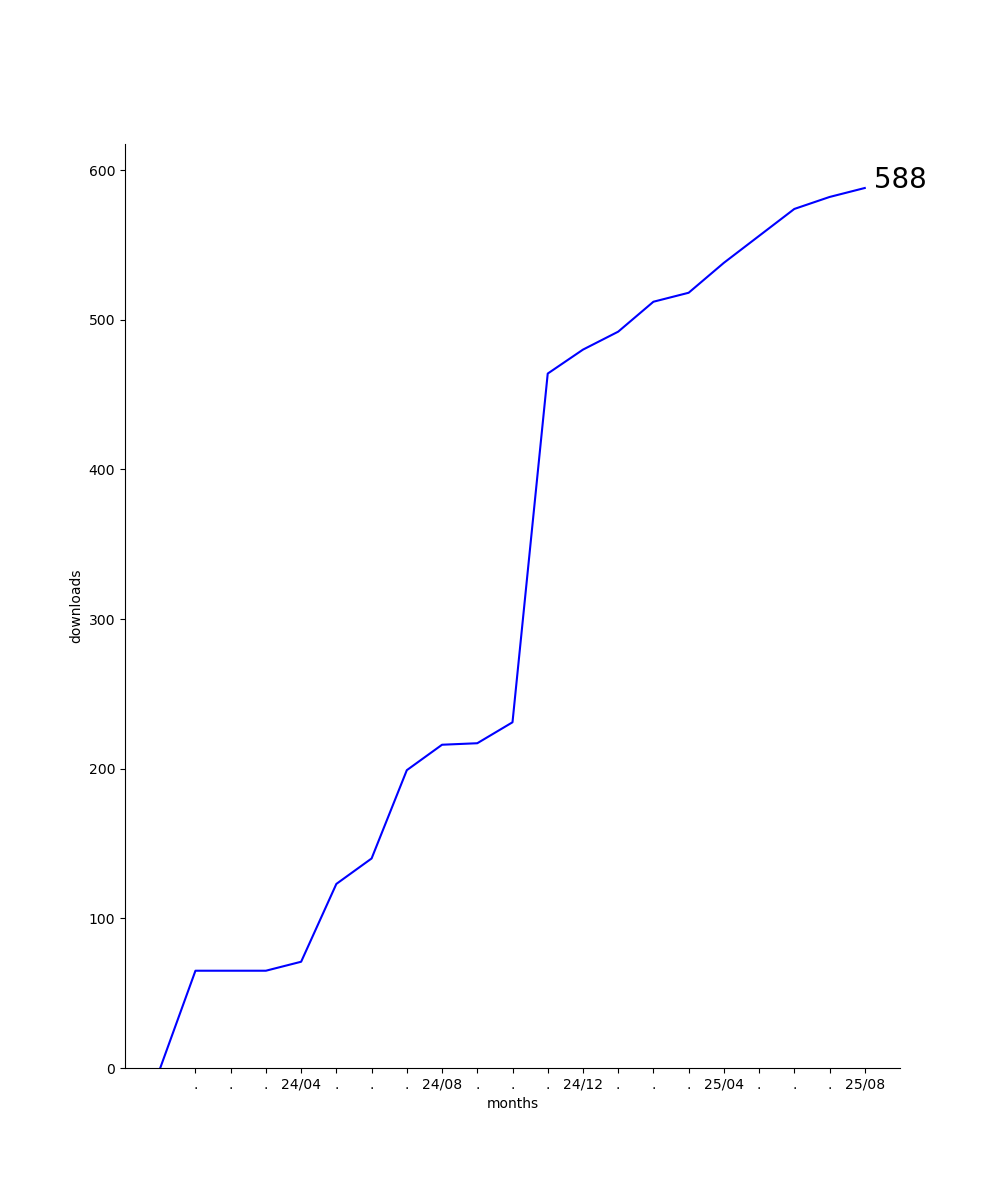 588
600
500
400
300
200
100
0
downloads
. . . 24/04 . . . 24/08 . . . 24/12 . . . 25/04 . . . 25/08
months